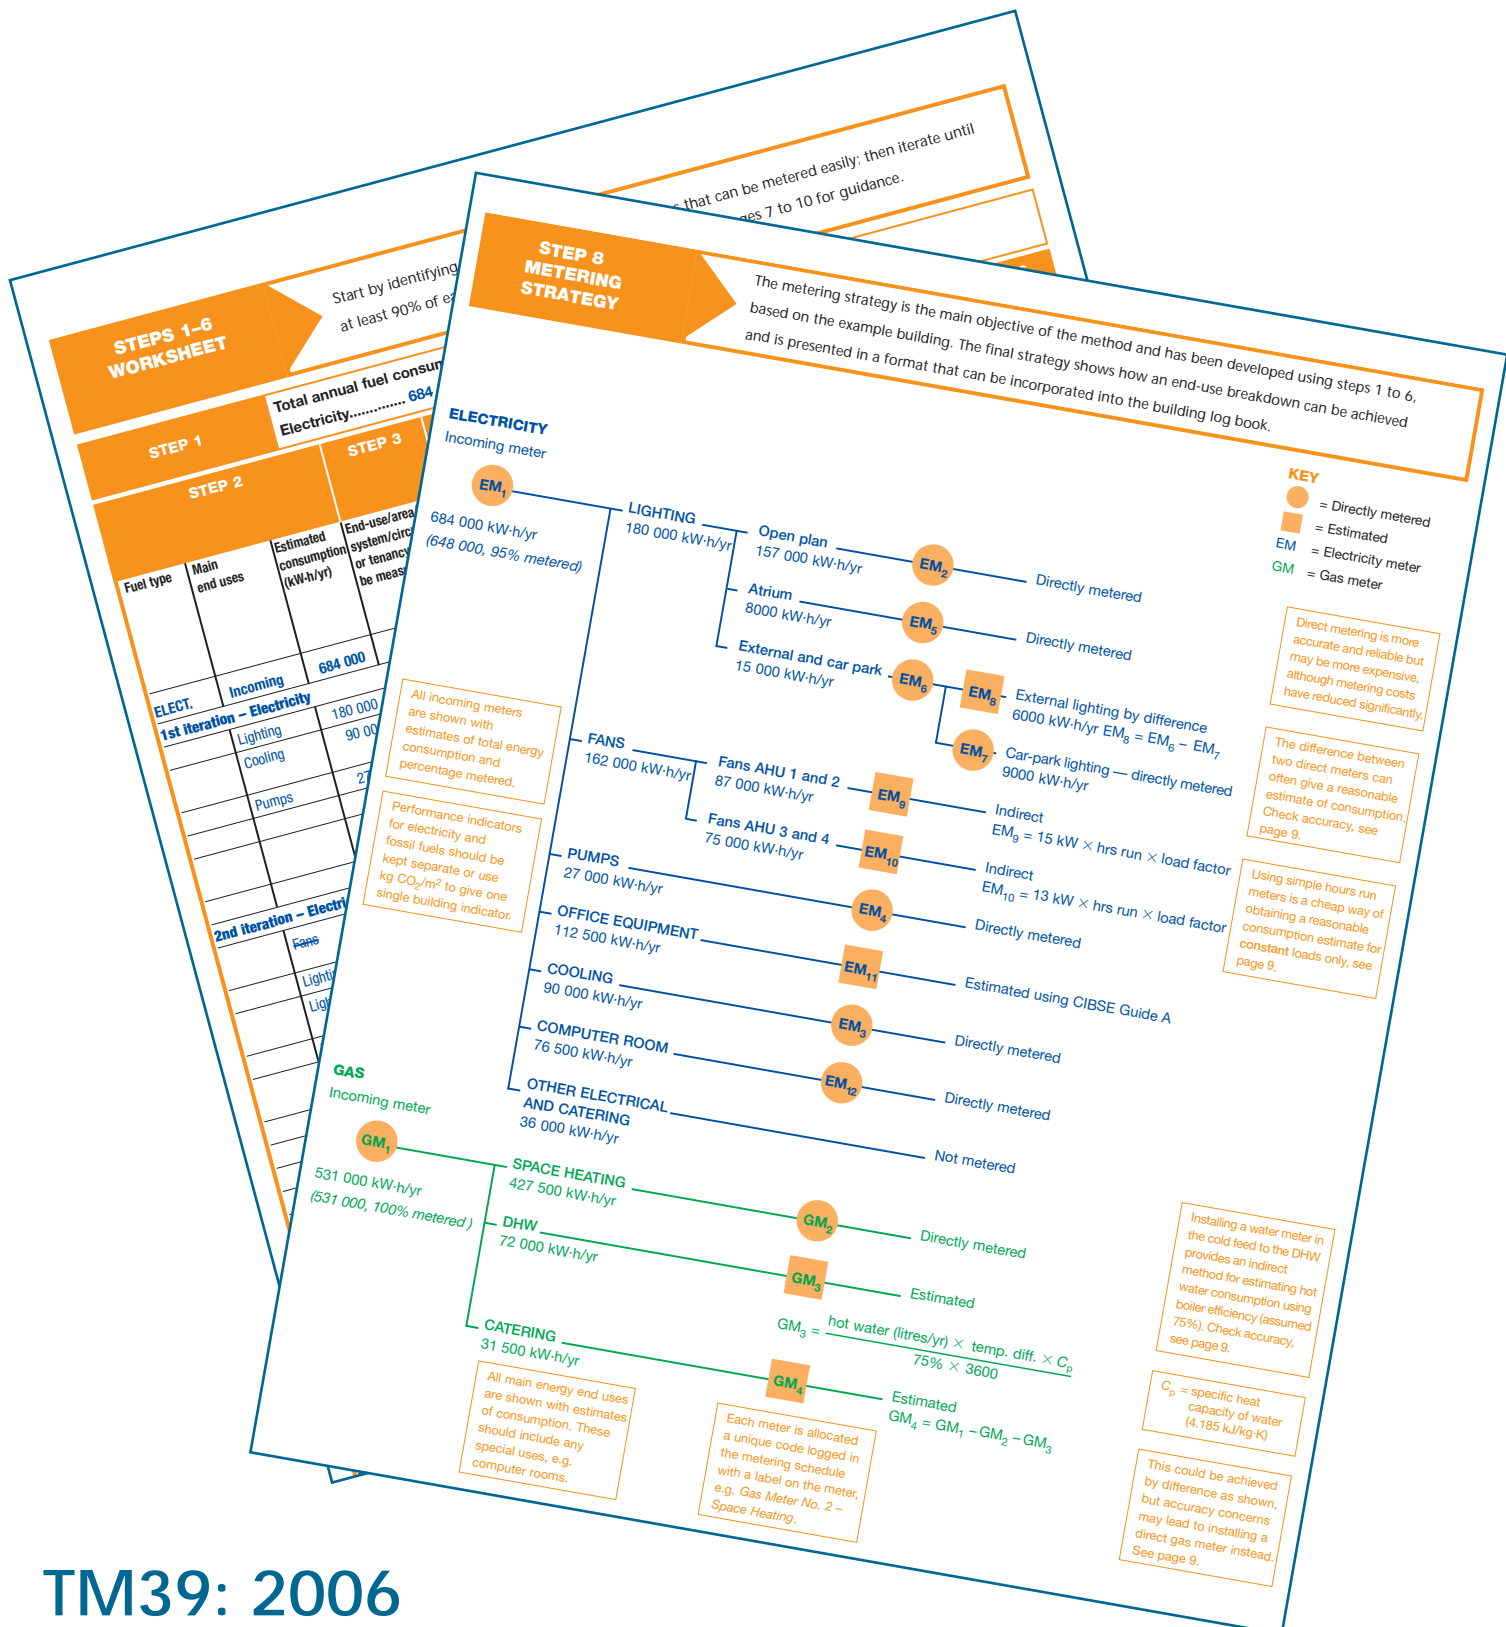 s that can be metered easily; then iterate until
ges 7 to 10 for guidance.
STEPS 1–6
WORKSHEET
Start by identifying
at least 90% of ea
STEP 1
Total annual fuel consum
Electricity............. 684
STEP 2
STEP 3
Fuel type
Main
end uses
Estimated
consumption
(kW·h/yr)
End-use/area
system/circu
or tenancy
be measu
ELECT.
Incoming
684 000
1st iteration – Electricity
Lighting
180 000
Cooling
90 00
Pumps
27
2nd iteration – Electri
Fans
Lightin
Ligh
STEP 8
METERING
STRATEGY
The metering strategy is the main objective of the method and has been developed using steps 1 to 6,
based on the example building. The final strategy shows how an end-use breakdown can be achieved
and is presented in a format that can be incorporated into the building log book.
KEY
= Directly metered
= Estimated
EM = Electricity meter
GM = Gas meter
ELECTRICITY
Incoming meter
EM1
684 000 kW·h/yr
(648 000, 95% metered)
LIGHTING
180 000 kW·h/yr
Open plan
157 000 kW·h/yr
EM2
Directly metered
Atrium
8000 kW·h/yr
EM5
Directly metered
External and car park
15 000 kW·h/yr
EM6
EM8
External lighting by difference
6000 kW·h/yr EM8 = EM6 – EM7
EM7
Car-park lighting — directly metered
9000 kW·h/yr
FANS
162 000 kW·h/yr
Fans AHU 1 and 2
87 000 kW·h/yr
EM9
Indirect
EM9 = 15 kW × hrs run × load factor
Fans AHU 3 and 4
75 000 kW·h/yr
EM10
Indirect
EM10 = 13 kW × hrs run × load factor
PUMPS
27 000 kW·h/yr
EM4
Directly metered
OFFICE EQUIPMENT
112 500 kW·h/yr
EM11
Estimated using CIBSE Guide A
COOLING
90 000 kW·h/yr
EM3
Directly metered
COMPUTER ROOM
76 500 kW·h/yr
EM12
Directly metered
OTHER ELECTRICAL
AND CATERING
36 000 kW·h/yr
Not metered
All incoming meters
are shown with
estimates of total energy
consumption and
percentage metered.
Performance indicators
for electricity and
fossil fuels should be
kept separate or use
kg CO2/m² to give one
single building indicator.
Direct metering is more
accurate and reliable but
may be more expensive,
although metering costs
have reduced significantly.
The difference between
two direct meters can
often give a reasonable
estimate of consumption.
Check accuracy, see
page 9.
Using simple hours run
meters is a cheap way of
obtaining a reasonable
consumption estimate for
constant loads only, see
page 9.
GAS
Incoming meter
GM1
531 000 kW·h/yr
(531 000, 100% metered )
SPACE HEATING
427 500 kW·h/yr
GM2
Directly metered
DHW
72 000 kW·h/yr
GM3
Estimated
GM3 = hot water (litres/yr) × temp. diff. × Cp
75% × 3600
CATERING
31 500 kW·h/yr
GM4
Estimated
GM4 = GM1 – GM2 – GM3
Installing a water meter in
the cold feed to the DHW
provides an indirect
method for estimating hot
water consumption using
boiler efficiency (assumed
75%). Check accuracy,
see page 9.
Cp = specific heat
capacity of water
(4.185 kJ/kg·K)
All main energy end uses
are shown with estimates
of consumption. These
should include any
special uses, e.g.
computer rooms.
Each meter is allocated
a unique code logged in
the metering schedule
with a label on the meter,
e.g. Gas Meter No. 2 –
Space Heating.
This could be achieved
by difference as shown,
but accuracy concerns
may lead to installing a
direct gas meter instead.
See page 9.
TM39: 2006